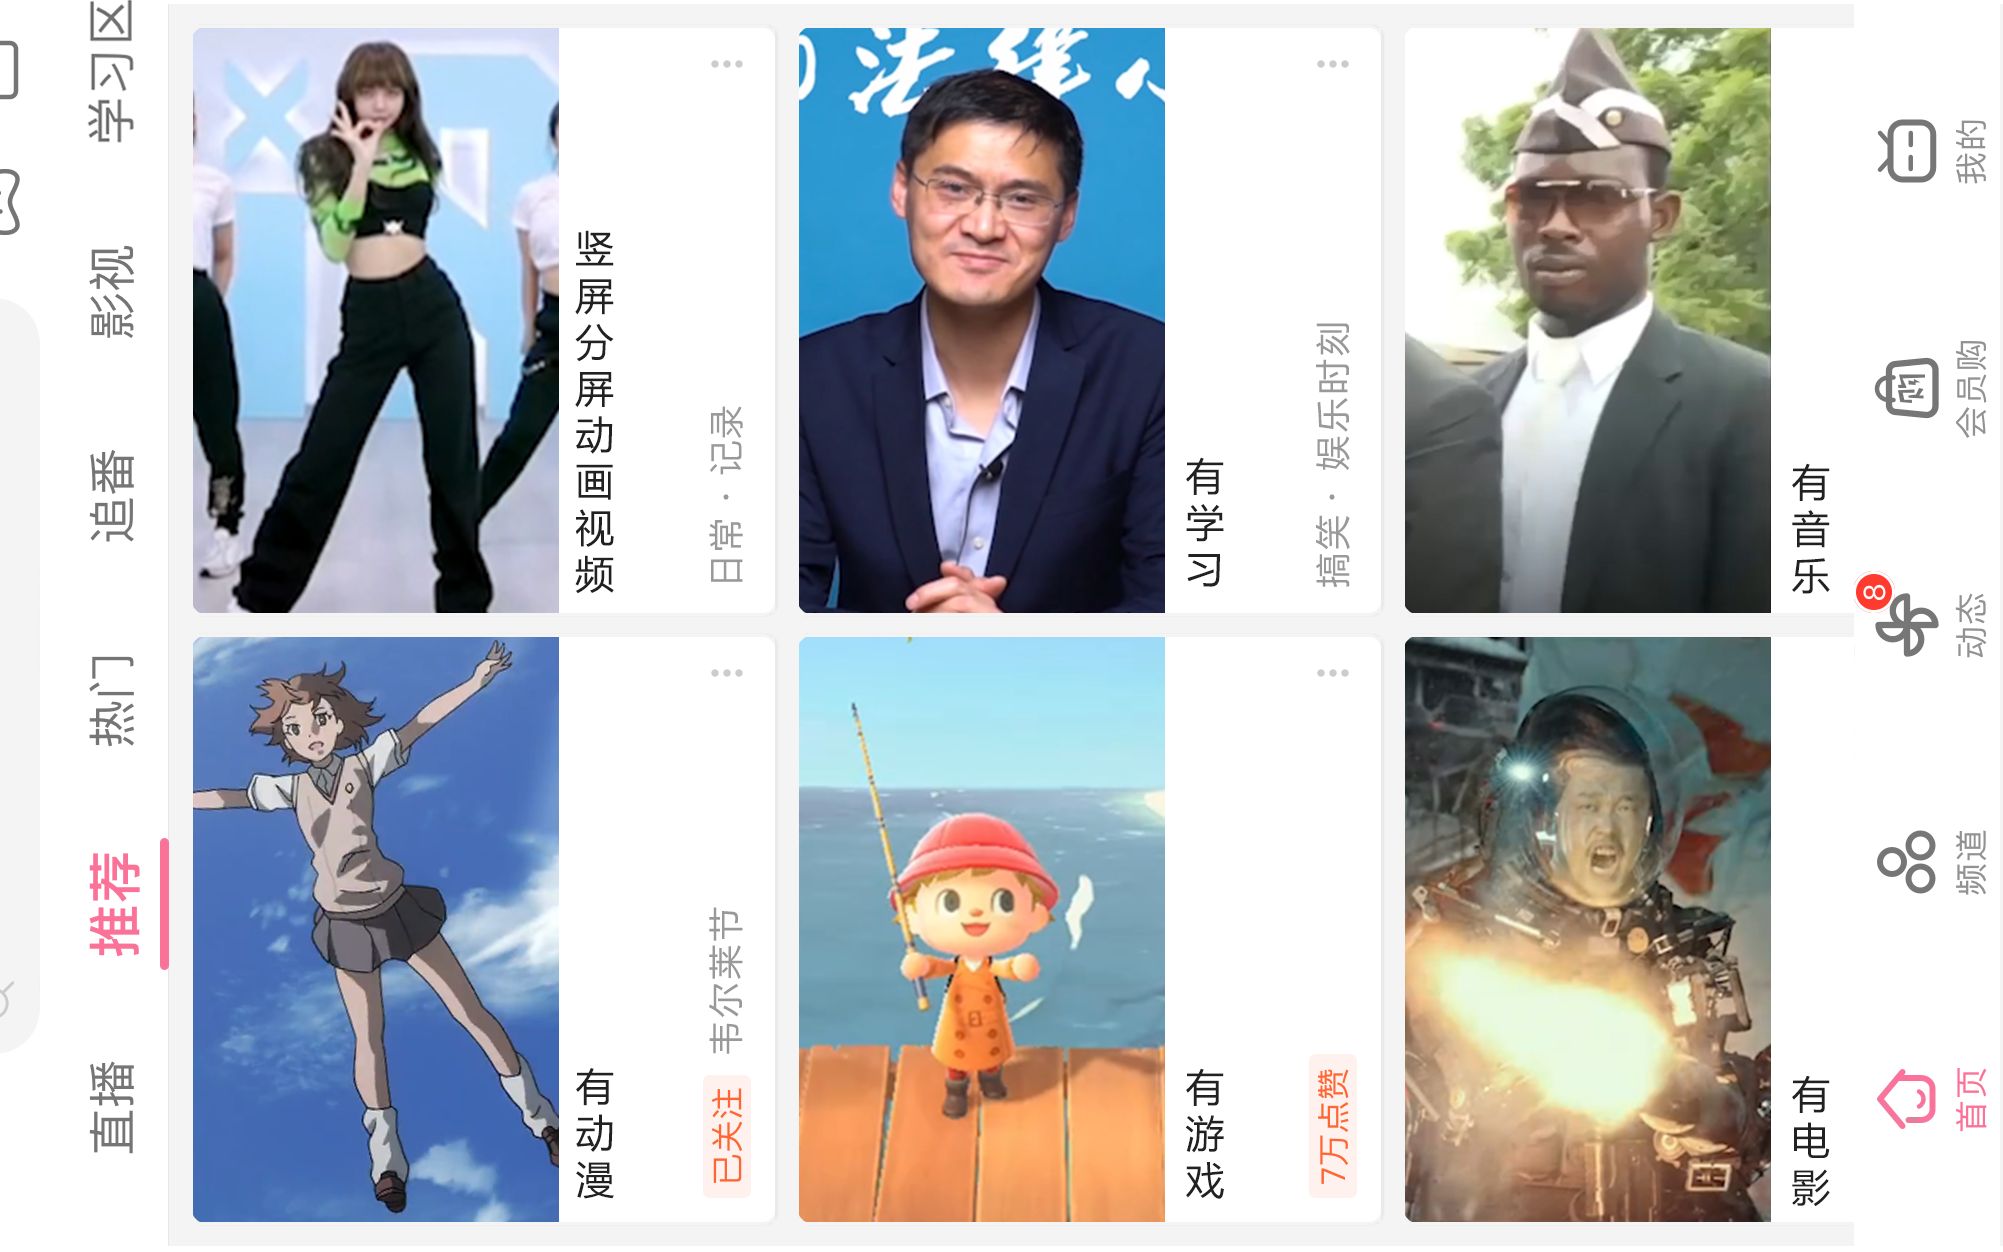 直播
推荐
热门
追番
影视
学习区
有动漫
已关注 韦尔莱节
竖屏分屏动画视频
日常 · 记录
有游戏
7万点赞
法律人
有学习
搞笑 · 娱乐时刻
有电影
有音乐
首页
频道
8
动态
会员购
我的